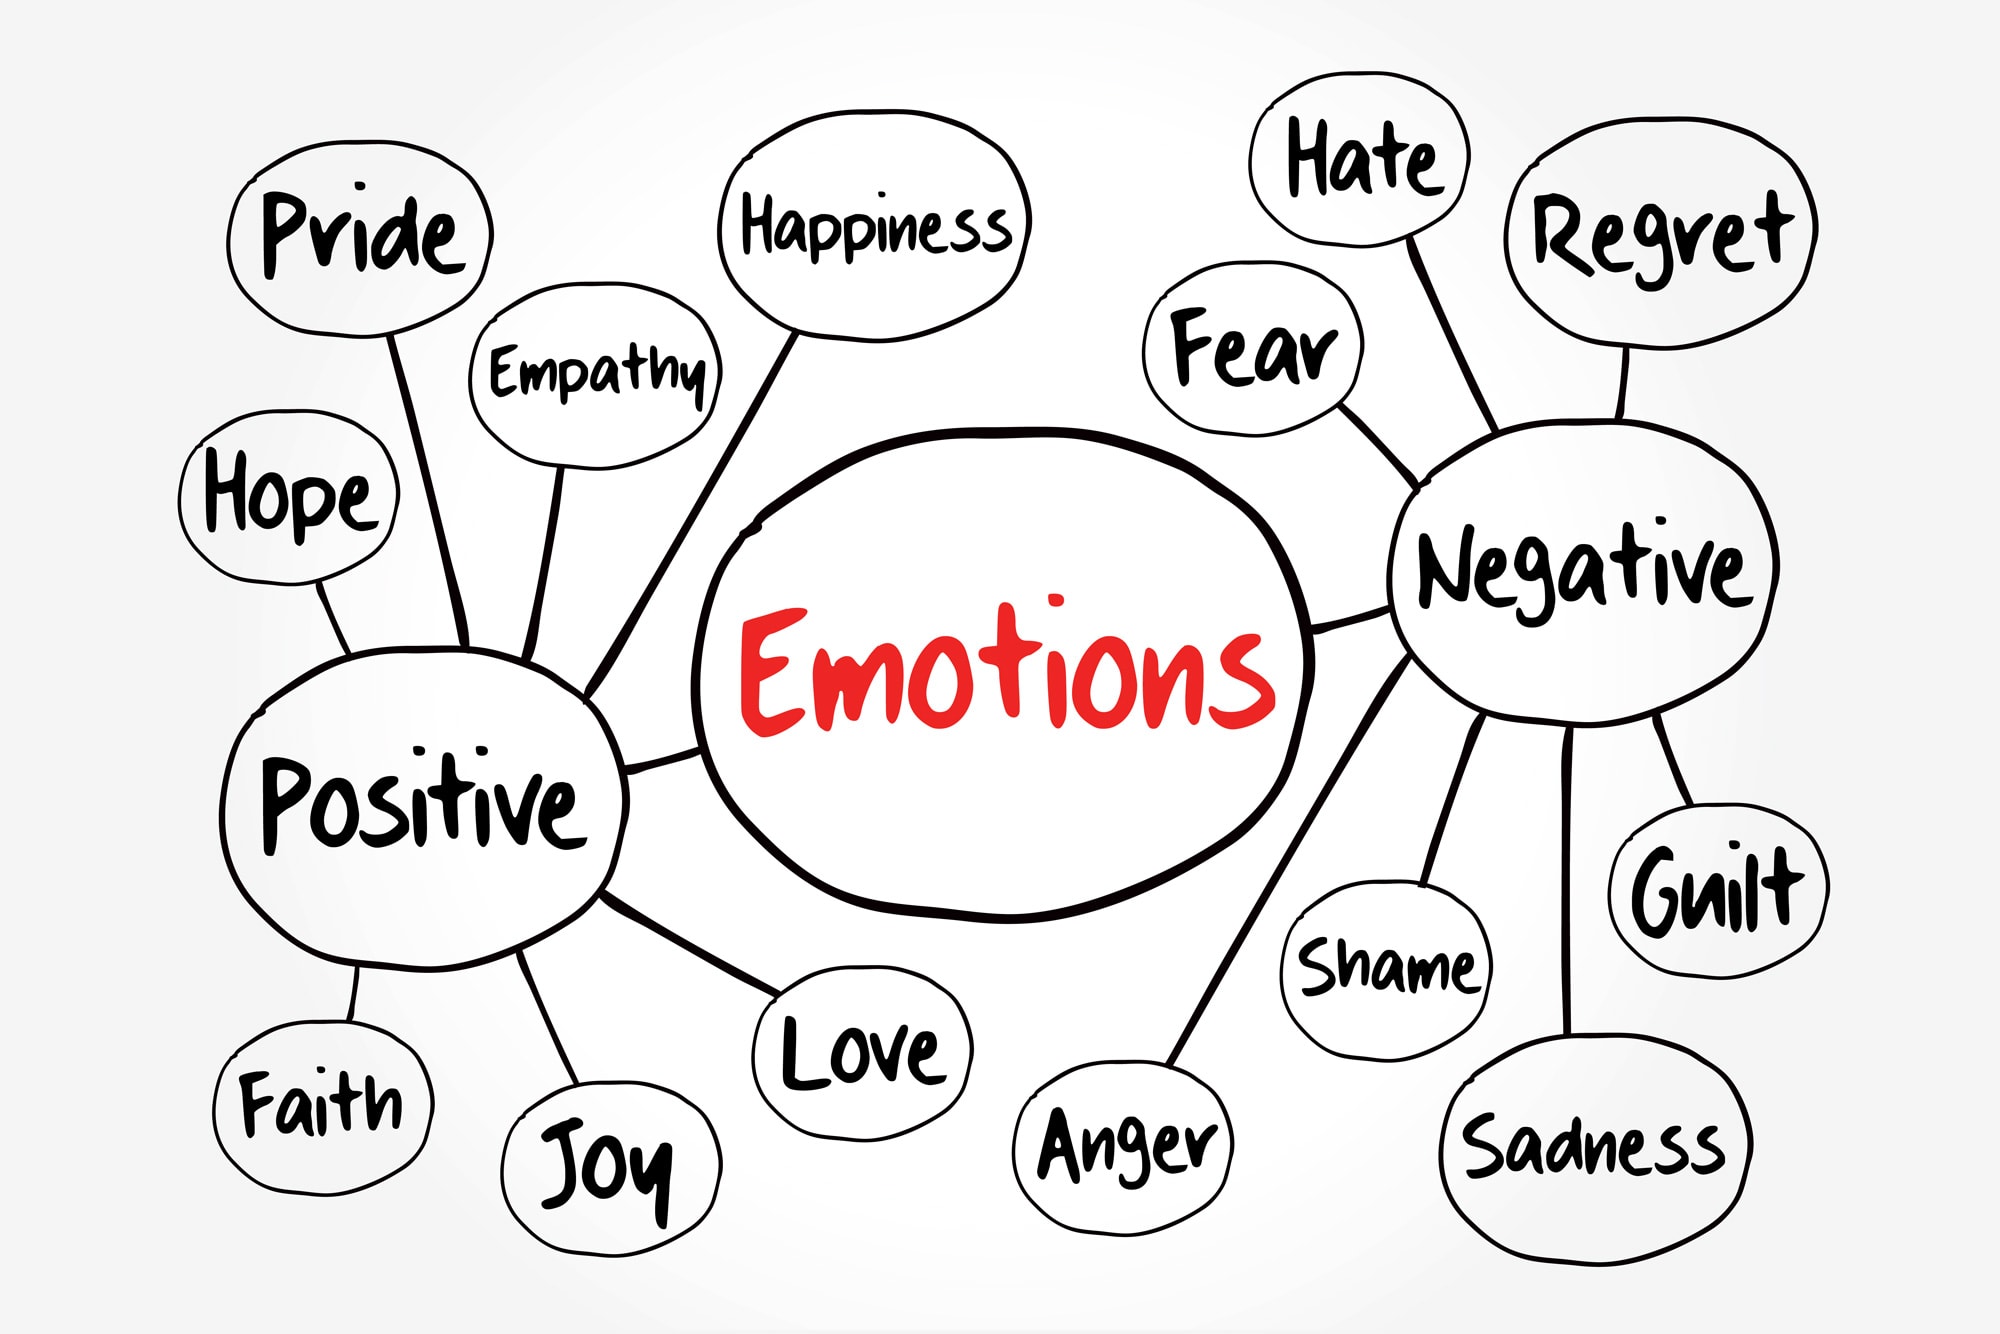 Emotions
Positive
Pride
Empathy
Happiness
Hope
Faith
Joy
Love
Negative
Hate
Regret
Fear
Anger
Shame
Sadness
Guilt